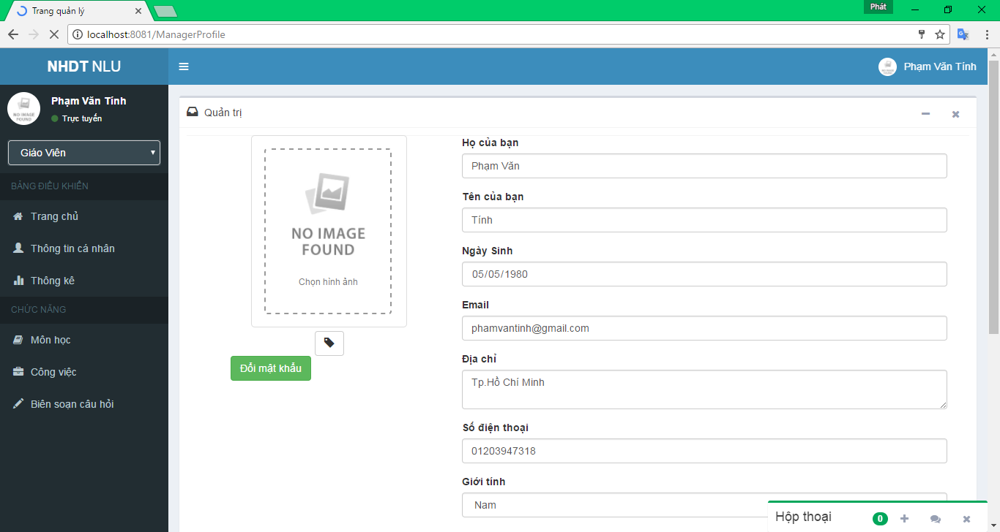 Trang quản lý
Phát
localhost:8081/ManagerProfile
NHDT NLU
Phạm Văn Tính
NO IMAGE FOUND
Phạm Văn Tính
Trực tuyến
Giáo Viên
BẢNG ĐIỀU KHIỂN
Trang chủ
Thông tin cá nhân
Thống kê
CHỨC NĂNG
Môn học
Công việc
Biên soạn câu hỏi
Quản trị
NO IMAGE
FOUND
Chọn hình ảnh
Đổi mật khẩu
Họ của bạn
Phạm Văn
Tên của bạn
Tính
Ngày Sinh
05/05/1980
Email
phamvantinh@gmail.com
Địa chỉ
Tp.Hồ Chí Minh
Số điện thoại
01203947318
Giới tính
Nam
Hộp thoại
0